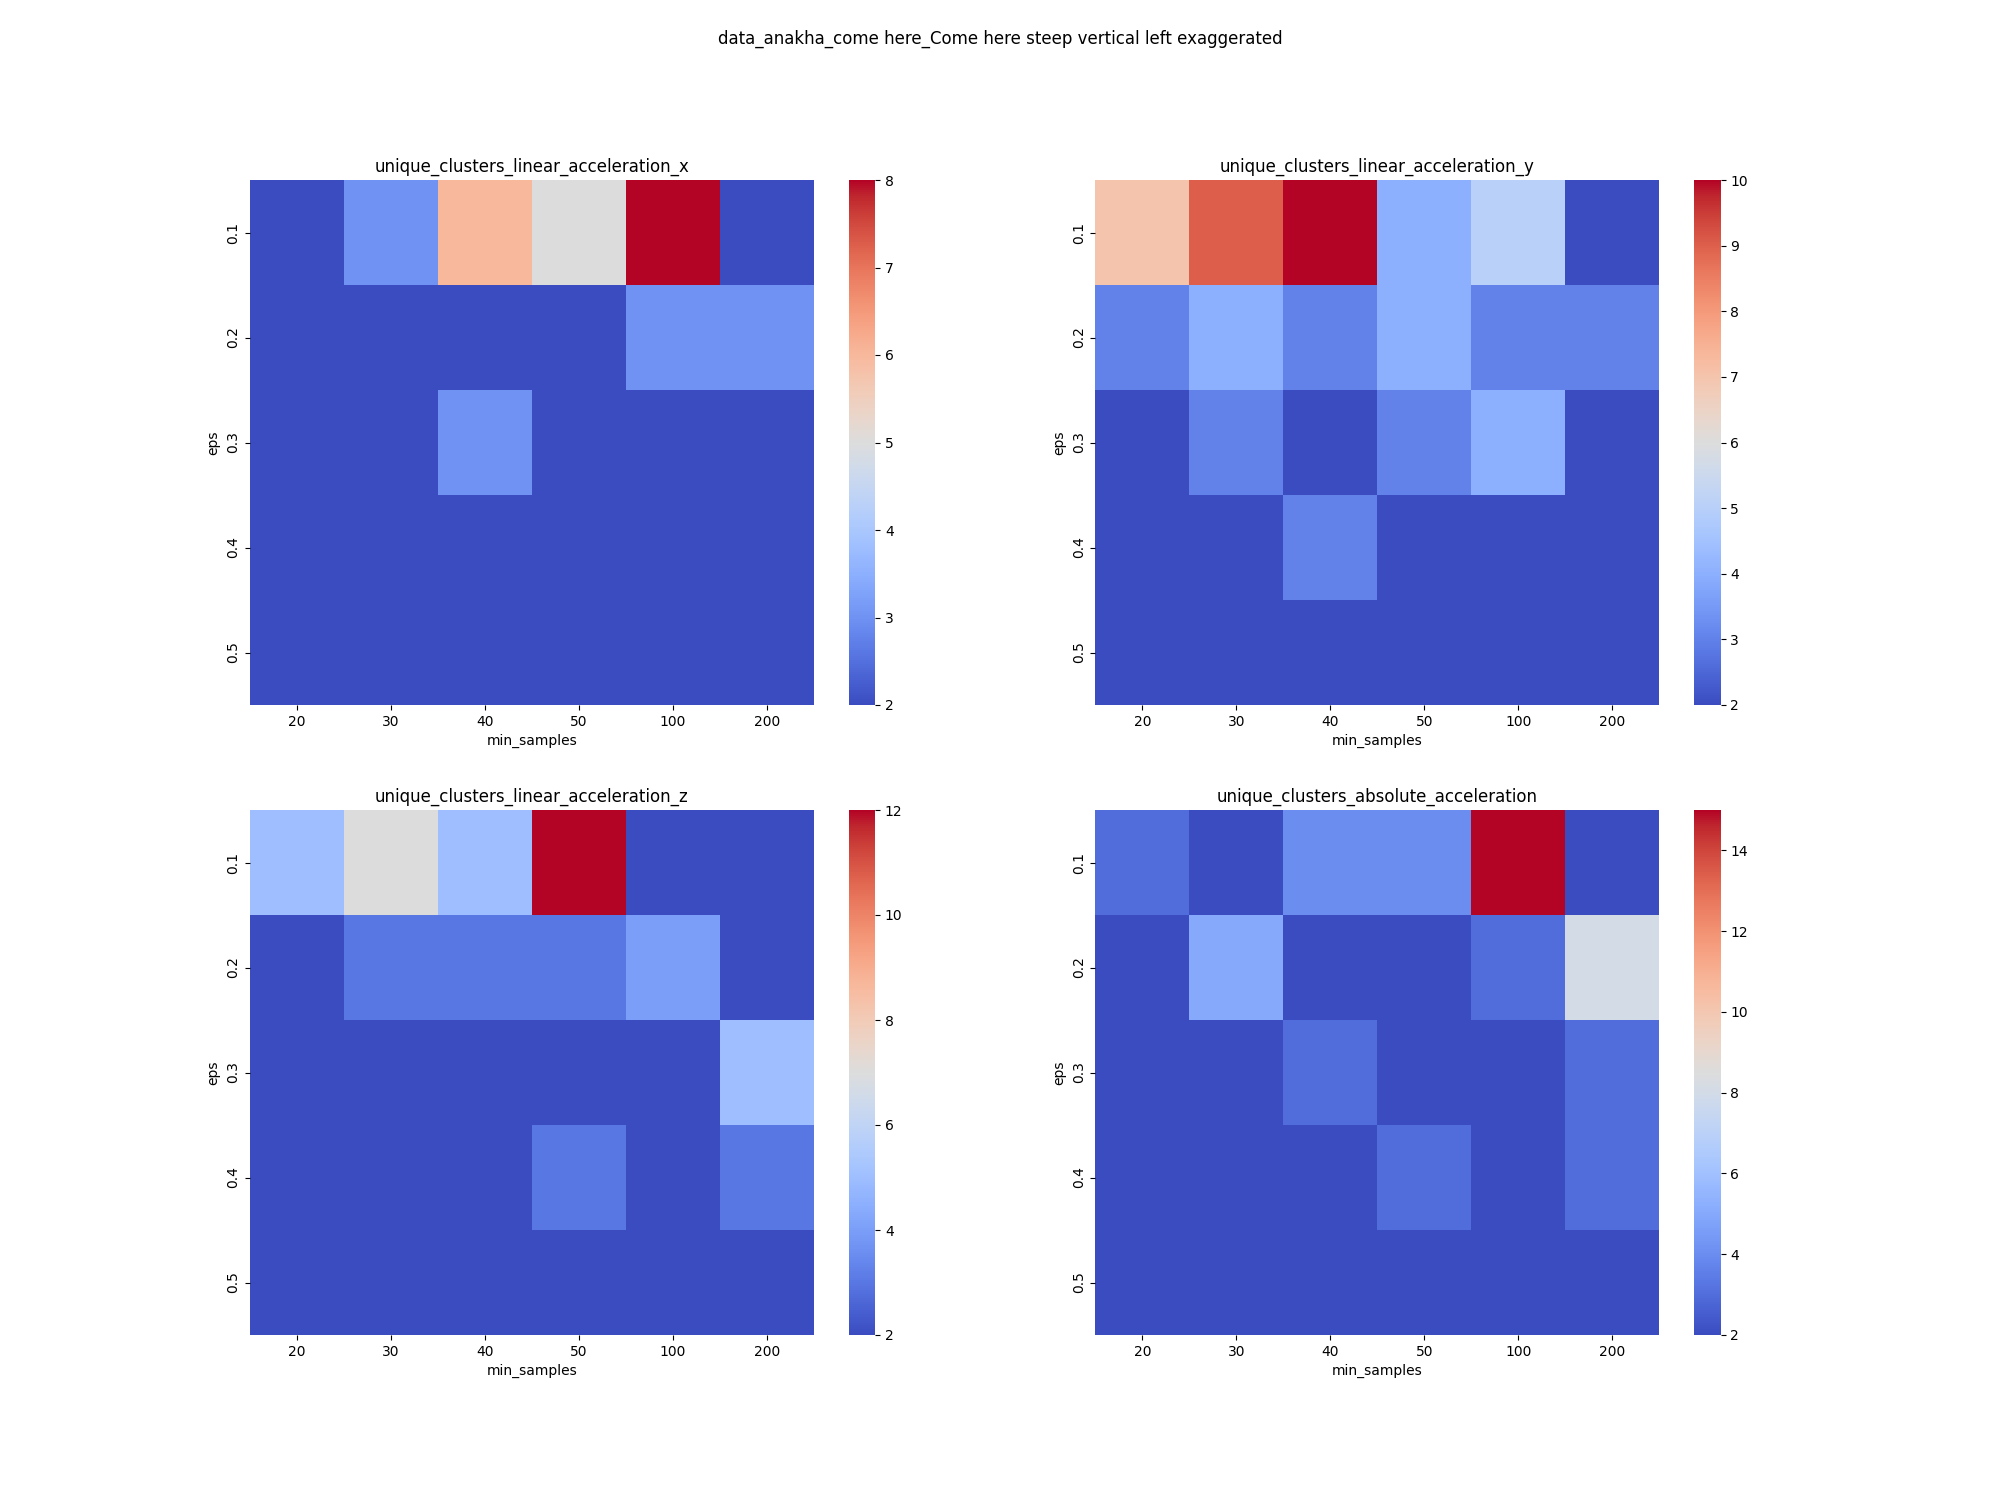 data_anakha_come here_Come here steep vertical left exaggerated
unique_clusters_linear_acceleration_x
eps
0.1
0.2
0.3
0.4
0.5
20 30 40 50 100 200
min_samples
8
7
6
5
4
3
2
unique_clusters_linear_acceleration_y
eps
0.1
0.2
0.3
0.4
0.5
20 30 40 50 100 200
min_samples
10
9
8
7
6
5
4
3
2
unique_clusters_linear_acceleration_z
eps
0.1
0.2
0.3
0.4
0.5
20 30 40 50 100 200
min_samples
12
10
8
6
4
2
unique_clusters_absolute_acceleration
eps
0.1
0.2
0.3
0.4
0.5
20 30 40 50 100 200
min_samples
14
12
10
8
6
4
2